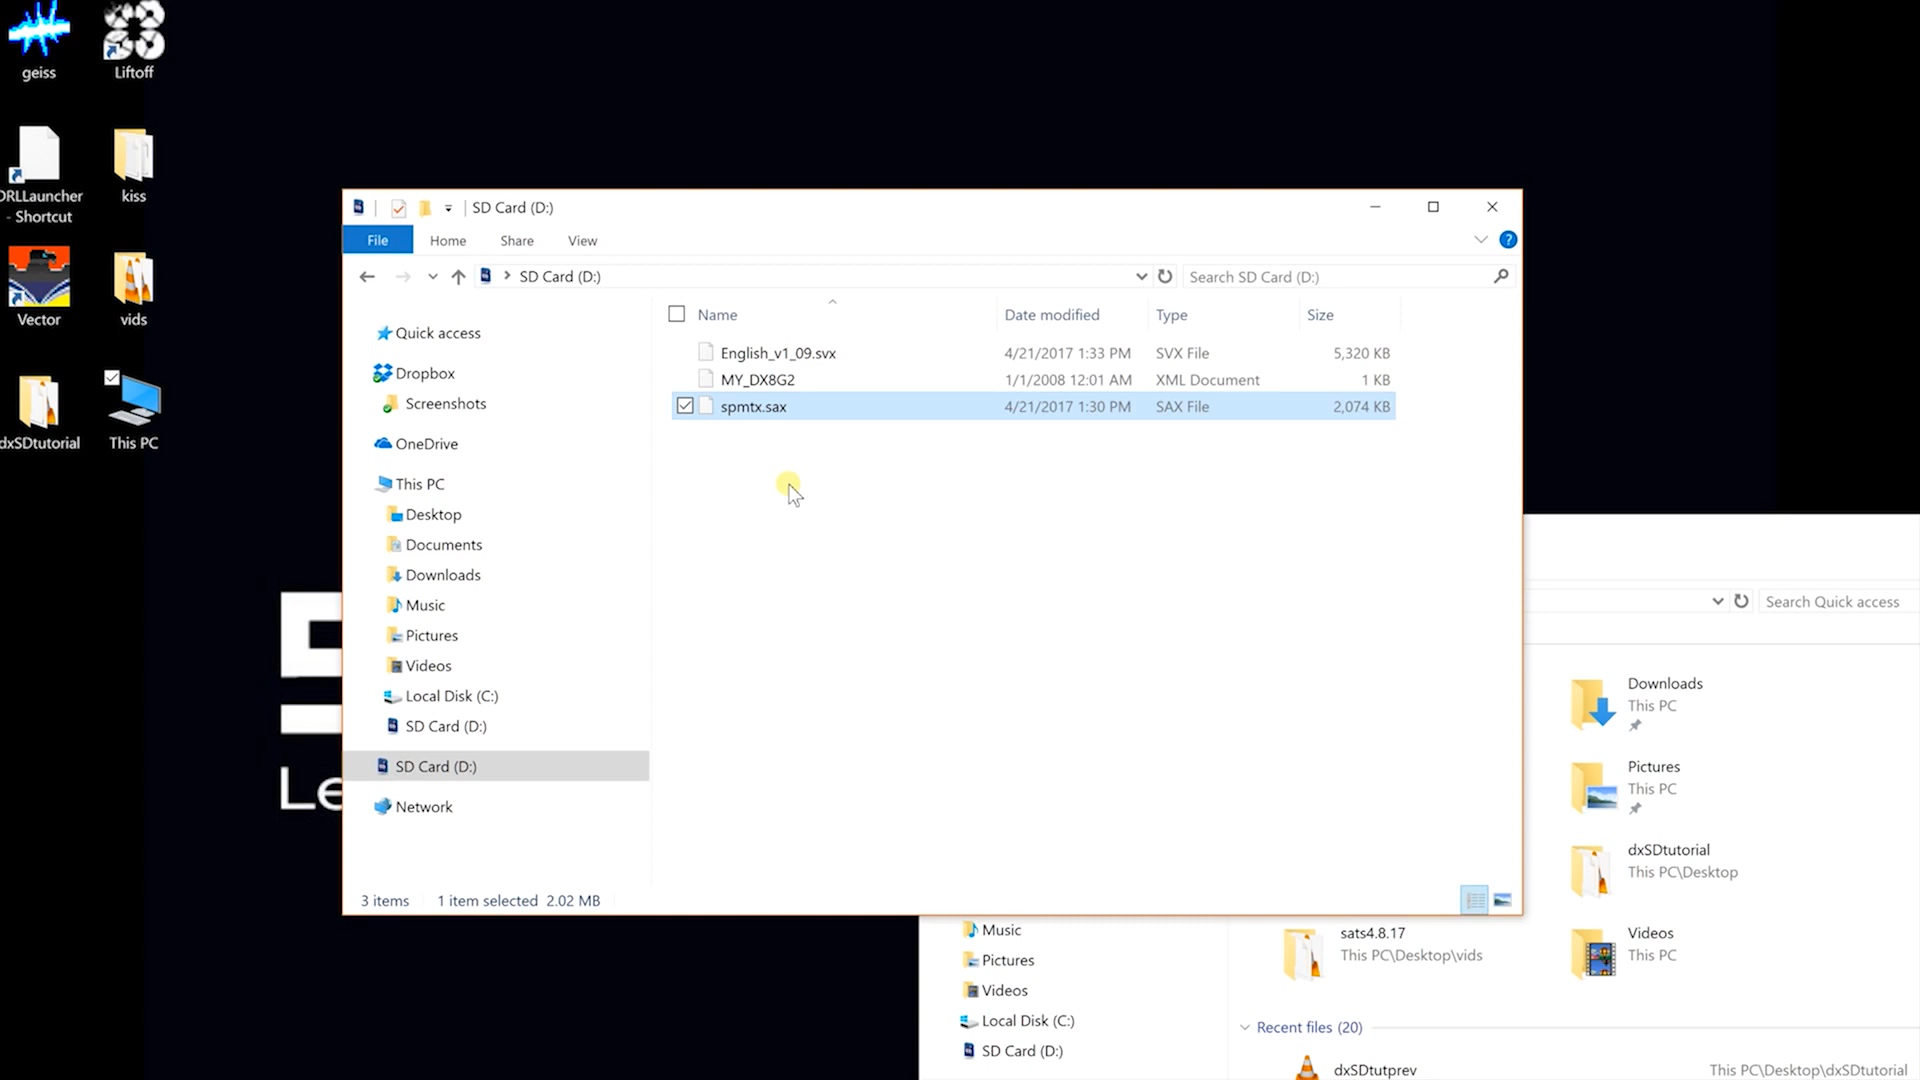 geiss
Liftoff
DRLLauncher
- Shortcut
kiss
Vector
vids
dxSDtutorial
This PC
SD Card (D:)
File
Home
Share
View
?
SD Card (D:)
Search SD Card (D:)
Name
Date modified
Type
Size
English_v1_09.svx
4/21/2017 1:33 PM
SVX File
5,320 KB
MY_DX8G2
1/1/2008 12:01 AM
XML Document
1 KB
spmtx.sax
4/21/2017 1:30 PM
SAX File
2,074 KB
Quick access
Dropbox
Screenshots
OneDrive
This PC
Desktop
Documents
Downloads
Music
Pictures
Videos
Local Disk (C:)
SD Card (D:)
SD Card (D:)
Network
3 items
1 item selected 2.02 MB
Le
Search Quick access
Downloads
This PC
Pictures
This PC
dxSDtutorial
This PC\Desktop
sats4.8.17
This PC\Desktop\vids
Videos
This PC
Music
Pictures
Videos
Local Disk (C:)
SD Card (D:)
Recent files (20)
dxSDtutprev
This PC\Desktop\dxSDtutorial